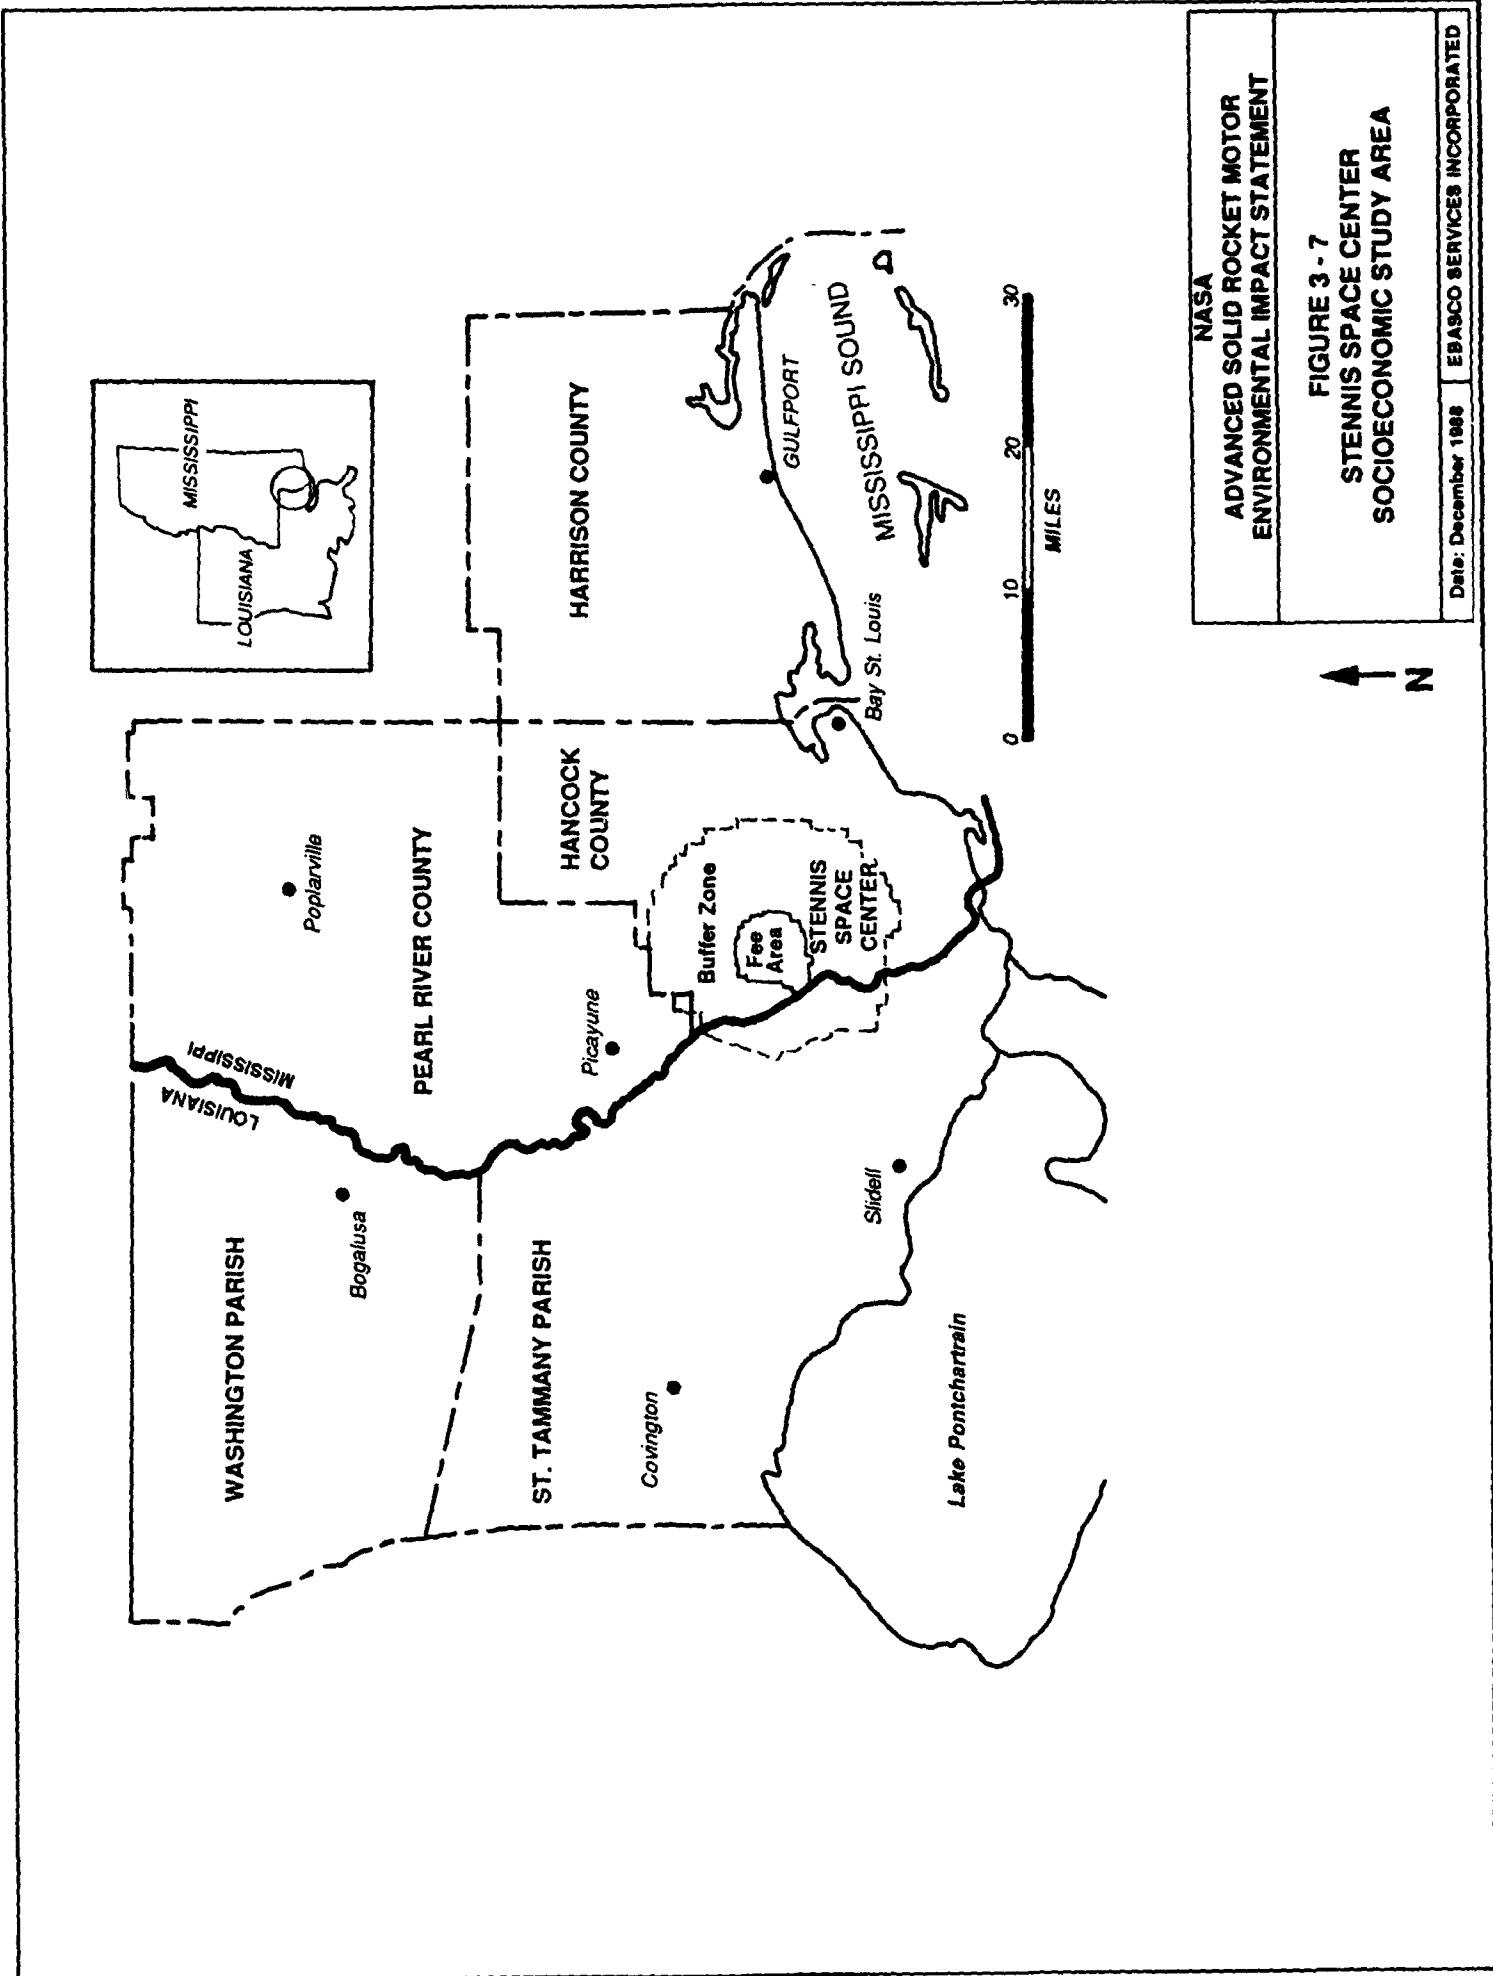 MISSISSIPPI
LOUISIANA
WASHINGTON PARISH
Bogalusa
LOUISIANA
MISSISSIPPI
Poplarville
PEARL RIVER COUNTY
Picayune
HANCOCK
COUNTY
HARRISON COUNTY
ST. TAMMANY PARISH
Covington
Slidell
Buffer Zone
Fee
Area
STENNIS
SPACE
CENTER
Bay St. Louis
GULFPORT
MISSISSIPPI SOUND
Lake Pontchartrain
0 10 20 30
MILES
N
NASA
ADVANCED SOLID ROCKET MOTOR
ENVIRONMENTAL IMPACT STATEMENT
FIGURE 3 - 7
STENNIS SPACE CENTER
SOCIOECONOMIC STUDY AREA
Date: December 1988 EBASCO SERVICES INCORPORATED